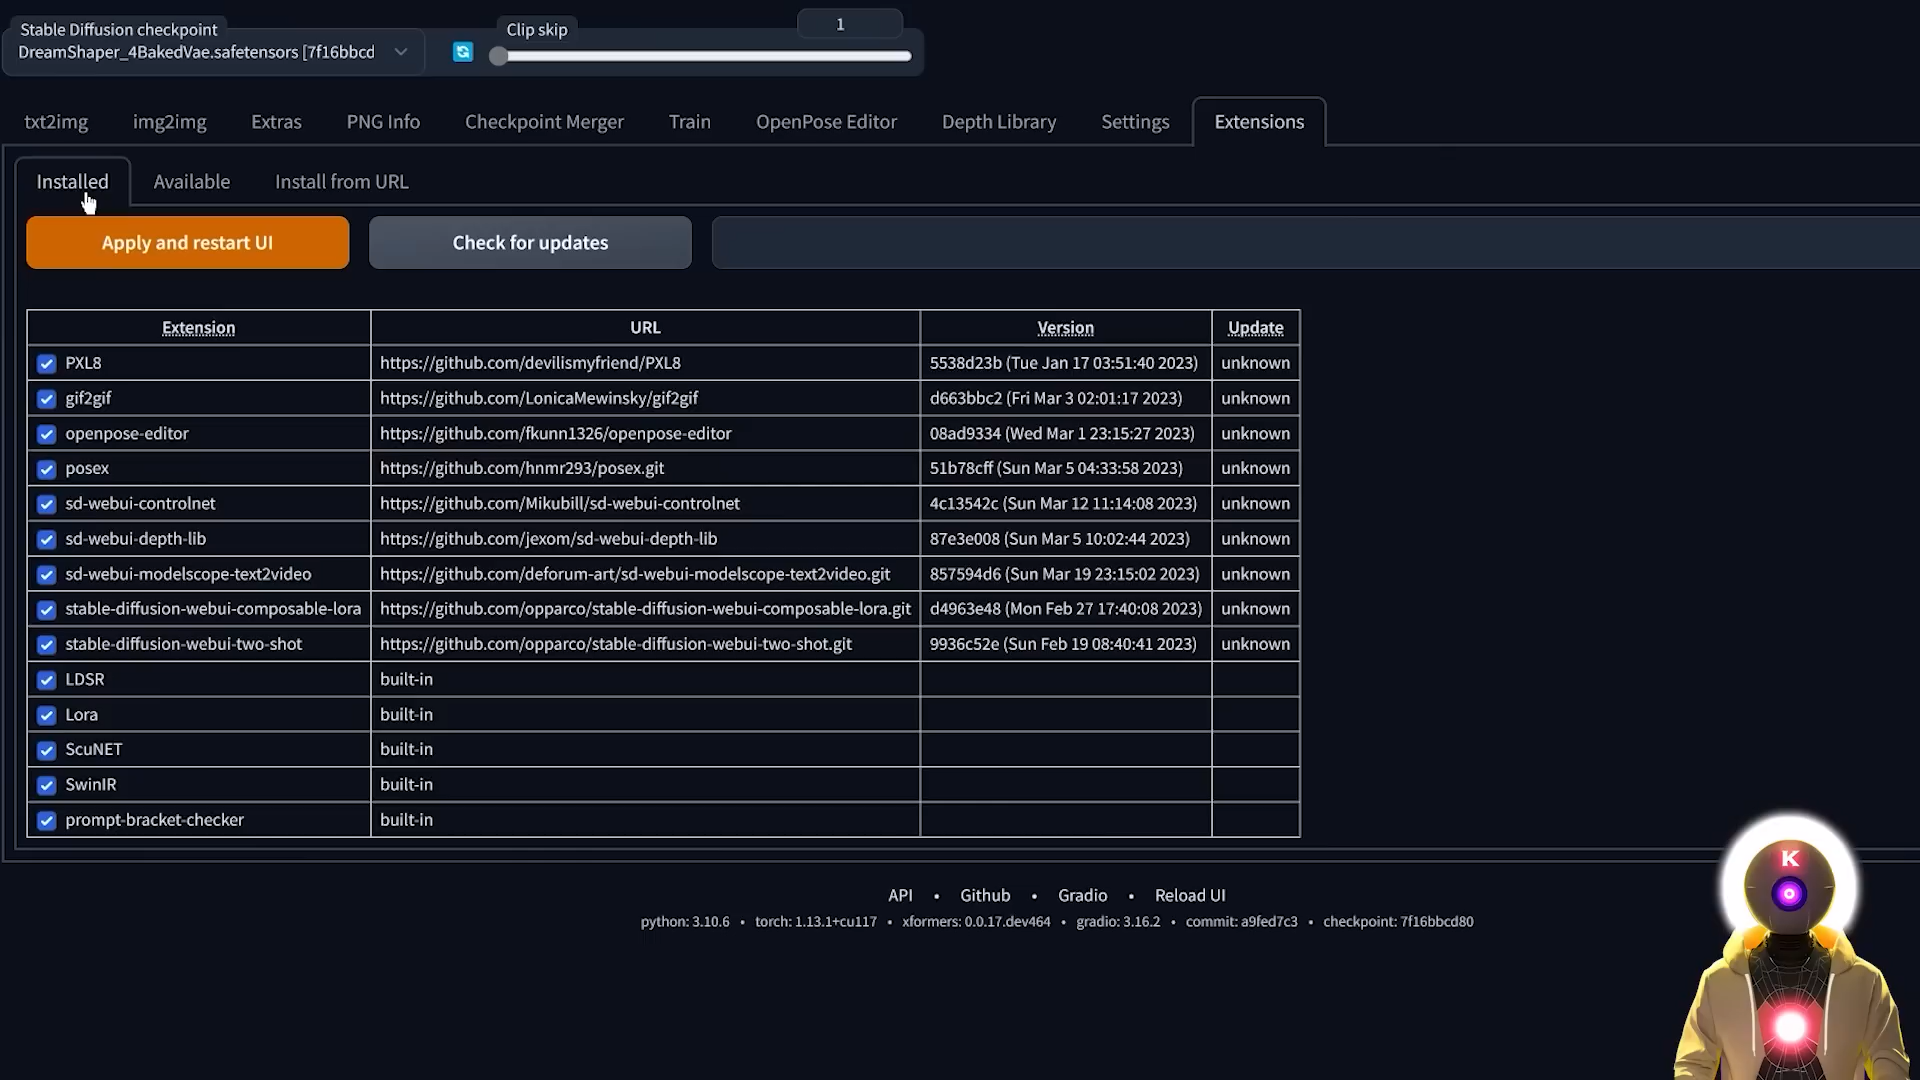 Stable Diffusion checkpoint
DreamShaper_4BakedVae.safetensors [7f16bbcd
Clip skip
1
txt2img img2img Extras PNG Info Checkpoint Merger Train OpenPose Editor Depth Library Settings Extensions
Installed Available Install from URL
Apply and restart UI Check for updates
Extension URL Version Update
PXL8 https://github.com/devilismyfriend/PXL8 5538d23b (Tue Jan 17 03:51:40 2023) unknown
gif2gif https://github.com/LonicaMewinsky/gif2gif d663bbc2 (Fri Mar 3 02:01:17 2023) unknown
openpose-editor https://github.com/fkunn1326/openpose-editor 08ad9334 (Wed Mar 1 23:15:27 2023) unknown
posex https://github.com/hnmr293/posex.git 51b78cff (Sun Mar 5 04:33:58 2023) unknown
sd-webui-controlnet https://github.com/Mikubill/sd-webui-controlnet 4c13542c (Sun Mar 12 11:14:08 2023) unknown
sd-webui-depth-lib https://github.com/jexom/sd-webui-depth-lib 87e3e008 (Sun Mar 5 10:02:44 2023) unknown
sd-webui-modelscope-text2video https://github.com/deforum-art/sd-webui-modelscope-text2video.git 857594d6 (Sun Mar 19 23:15:02 2023) unknown
stable-diffusion-webui-composable-lora https://github.com/opparco/stable-diffusion-webui-composable-lora.git d4963e48 (Mon Feb 27 17:40:08 2023) unknown
stable-diffusion-webui-two-shot https://github.com/opparco/stable-diffusion-webui-two-shot.git 9936c52e (Sun Feb 19 08:40:41 2023) unknown
LDSR built-in
Lora built-in
ScuNET built-in
SwinIR built-in
prompt-bracket-checker built-in
API • Github • Gradio • Reload UI
python: 3.10.6 • torch: 1.13.1+cu117 • xformers: 0.0.17.dev464 • gradio: 3.16.2 • commit: a9fed7c3 • checkpoint: 7f16bbcd80
K